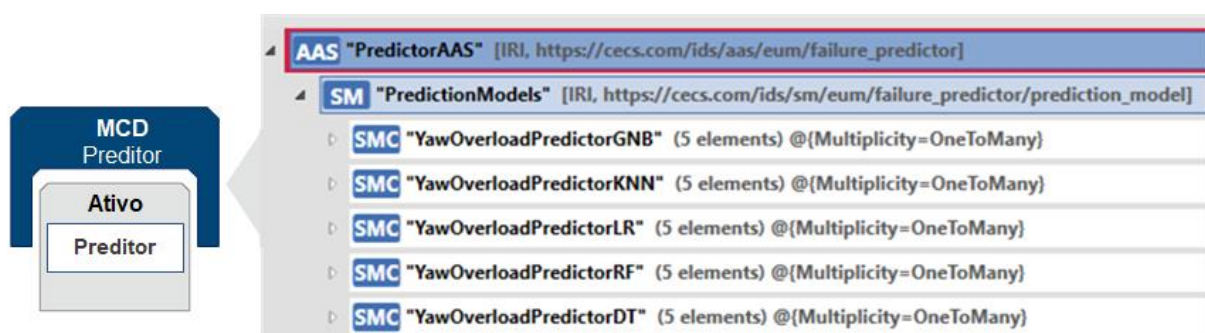 MCD
Preditor
Ativo
Preditor
AAS "PredictorAAS" [IRI, https://cecs.com/ids/aas/eum/failure_predictor]
SM "PredictionModels" [IRI, https://cecs.com/ids/sm/eum/failure_predictor/prediction_model]
SMC "YawOverloadPredictorGNB" (5 elements) @{Multiplicity=OneToMany}
SMC "YawOverloadPredictorKNN" (5 elements) @{Multiplicity=OneToMany}
SMC "YawOverloadPredictorLR" (5 elements) @{Multiplicity=OneToMany}
SMC "YawOverloadPredictorRF" (5 elements) @{Multiplicity=OneToMany}
SMC "YawOverloadPredictorDT" (5 elements) @{Multiplicity=OneToMany}